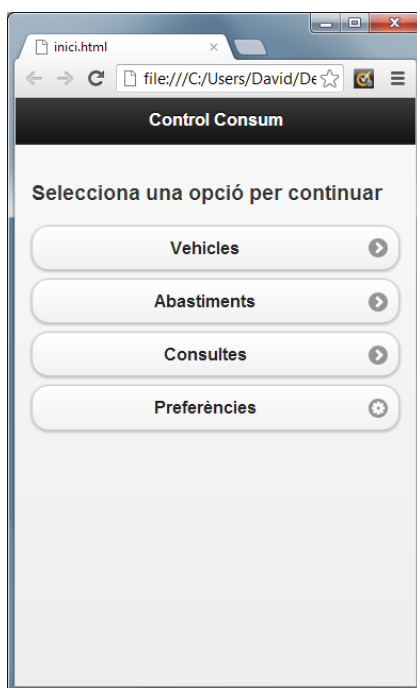 inici.html
file:///C:/Users/David/De
Control Consum
Selecciona una opció per continuar
Vehicles
Abastiments
Consultes
Preferències